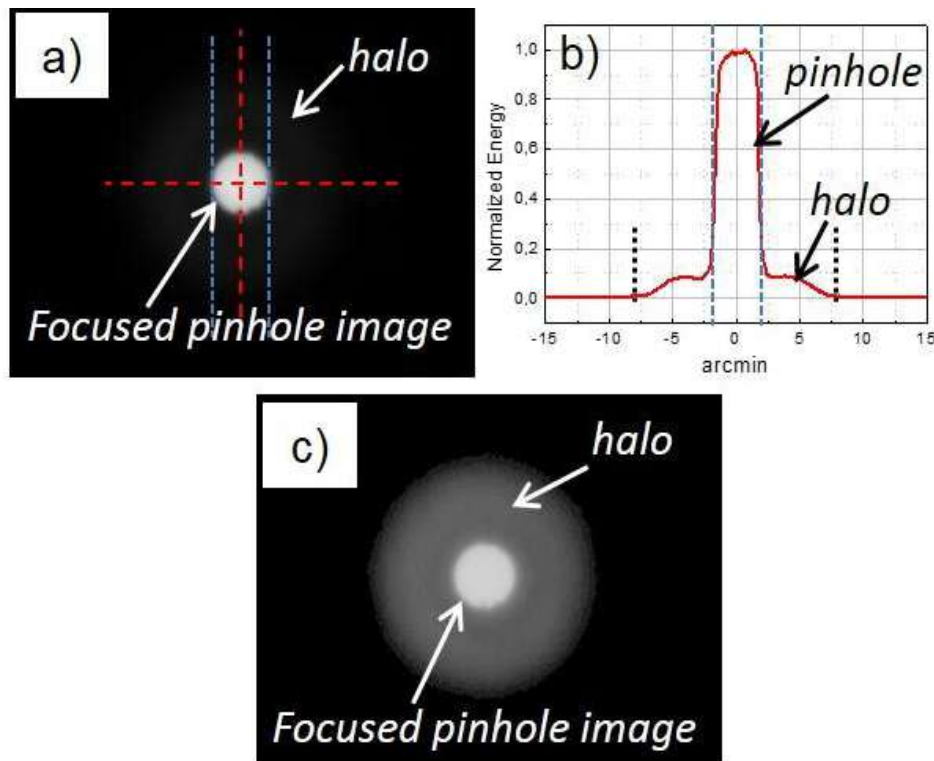 a)
halo
Focused pinhole image
b)
1,0
0,8
0,6
0,4
0,2
0,0
Normalized Energy
pinhole
halo
-15 -10 -5 0 5 10 15
arcmin
c)
halo
Focused pinhole image